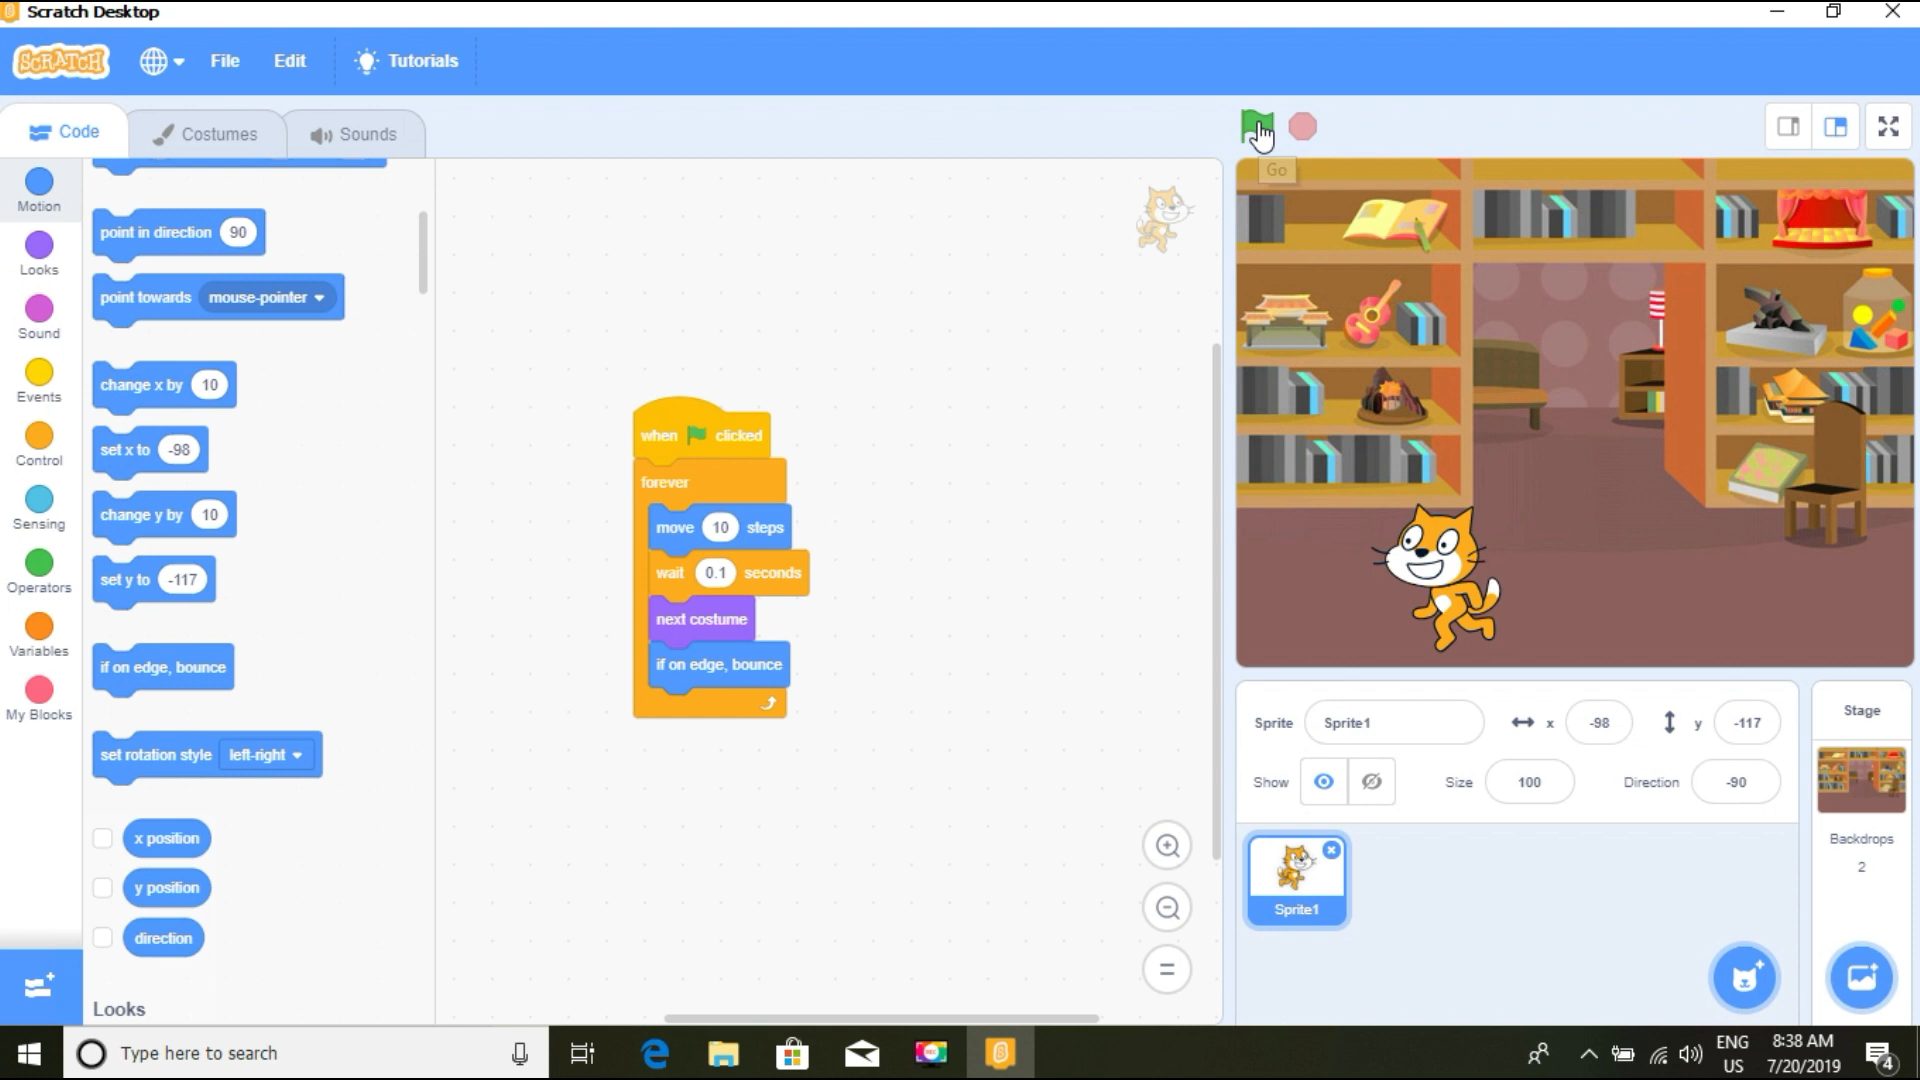 Scratch Desktop
SCRATCH
File
Edit
Tutorials
Code
Costumes
Sounds
Go
Motion
Looks
Sound
Events
Control
Sensing
Operators
Variables
My Blocks
point in direction 90
point towards mouse-pointer
change x by 10
set x to -98
change y by 10
set y to -117
if on edge, bounce
set rotation style left-right
x position
y position
direction
Looks
when clicked
forever
move 10 steps
wait 0.1 seconds
next costume
if on edge, bounce
Sprite Sprite1 x -98 y -117
Show Size 100 Direction -90
Sprite1
Stage
Backdrops
2
Type here to search
ENG
US
8:38 AM
7/20/2019
4